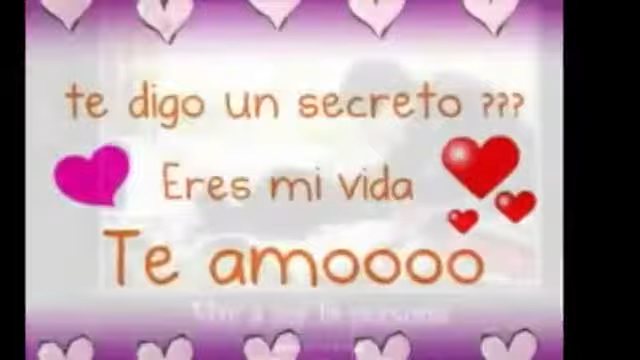 te digo un secreto ???
Eres mi vida
Te amoooo